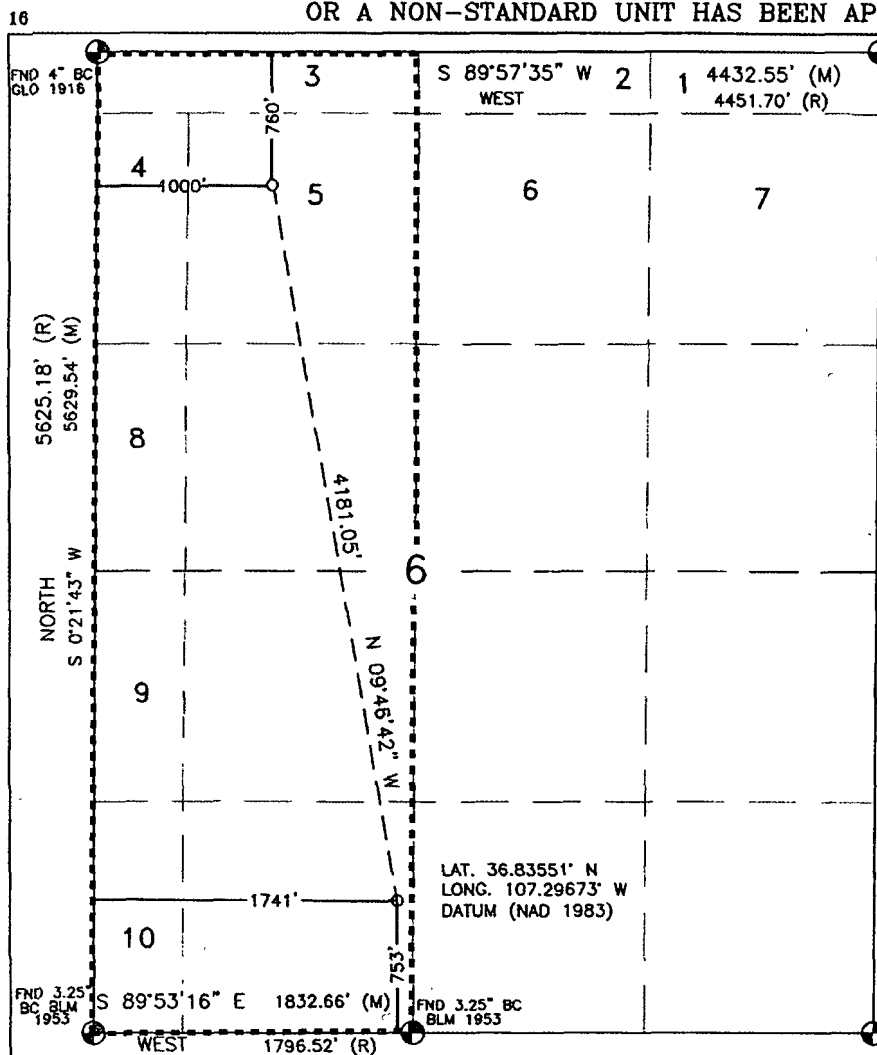 16
OR A NON-STANDARD UNIT HAS BEEN AP
FND 4" BC
GLO 1916
3
S 89°57'35" W
WEST
2
1
4432.55' (M)
4451.70' (R)
760'
4
1000'
5
6
7
5625.18' (R)
5629.54' (M)
8
4181.05'
6
NORTH
S 0°21'43" W
9
N 09°46'42" W
LAT. 36.83551° N
LONG. 107.29673° W
DATUM (NAD 1983)
1741'
10
753'
FND 3.25"
BC BLM
1953
S 89°53'16" E 1832.66' (M)
WEST 1796.52' (R)
FND 3.25" BC
BLM 1953